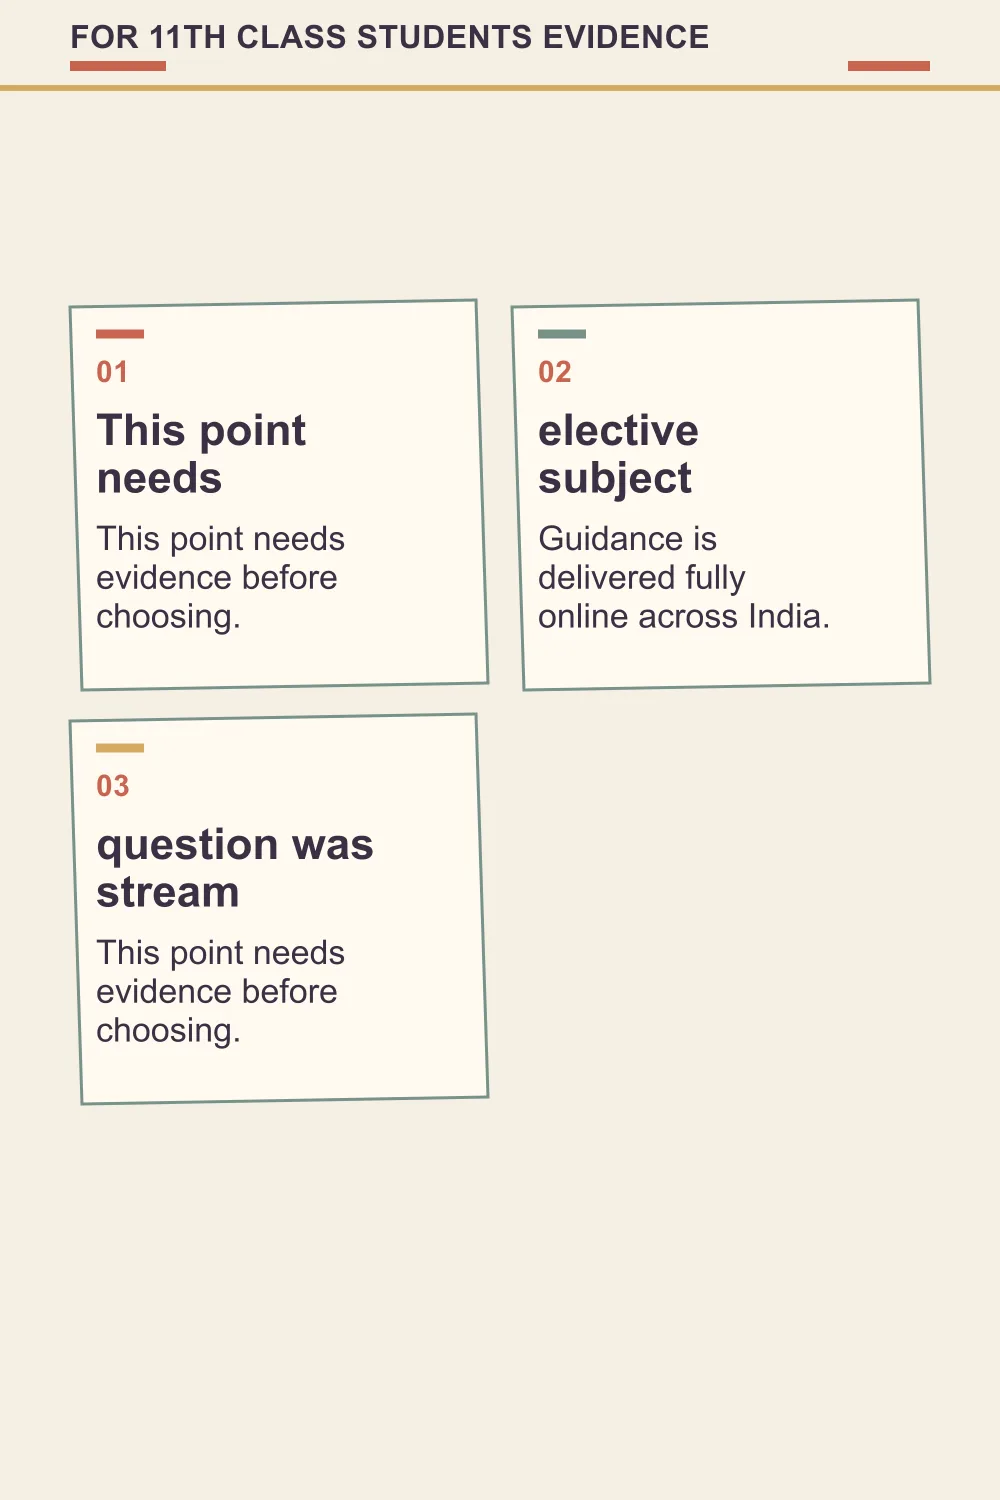 FOR 11TH CLASS STUDENTS EVIDENCE
01
This point
needs
This point needs
evidence before
choosing.
02
elective
subject
Guidance is
delivered fully
online across India.
03
question was
stream
This point needs
evidence before
choosing.